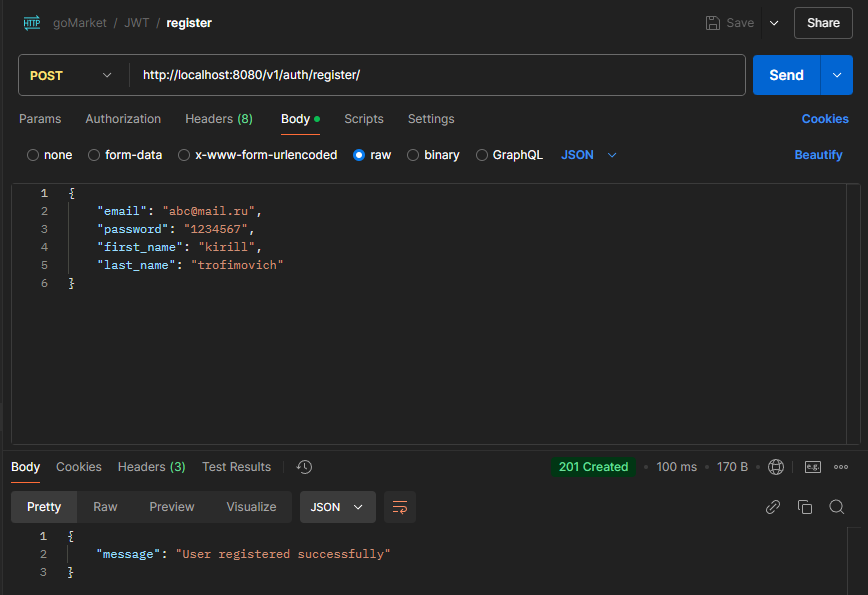 HTTP goMarket / JWT / register Save Share
POST http://localhost:8080/v1/auth/register/ Send
Params Authorization Headers (8) Body Scripts Settings Cookies
none form-data x-www-form-urlencoded raw binary GraphQL JSON Beautify
1 {
2 "email": "abc@mail.ru",
3 "password": "1234567",
4 "first_name": "kirill",
5 "last_name": "trofimovich"
6 }
Body Cookies Headers (3) Test Results 201 Created • 100 ms • 170 B • e.g.
Pretty Raw Preview Visualize JSON
1 {
2 "message": "User registered successfully"
3 }